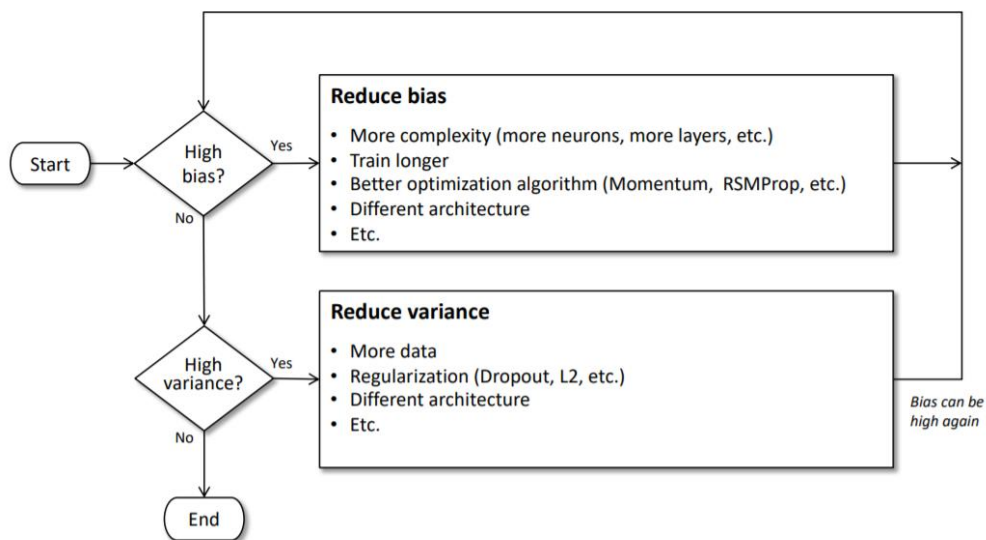 Start
High
bias?
Yes
No
Reduce bias
• More complexity (more neurons, more layers, etc.)
• Train longer
• Better optimization algorithm (Momentum, RSMProp, etc.)
• Different architecture
• Etc.
High
variance?
Yes
No
Reduce variance
• More data
• Regularization (Dropout, L2, etc.)
• Different architecture
• Etc.
Bias can be
high again
End